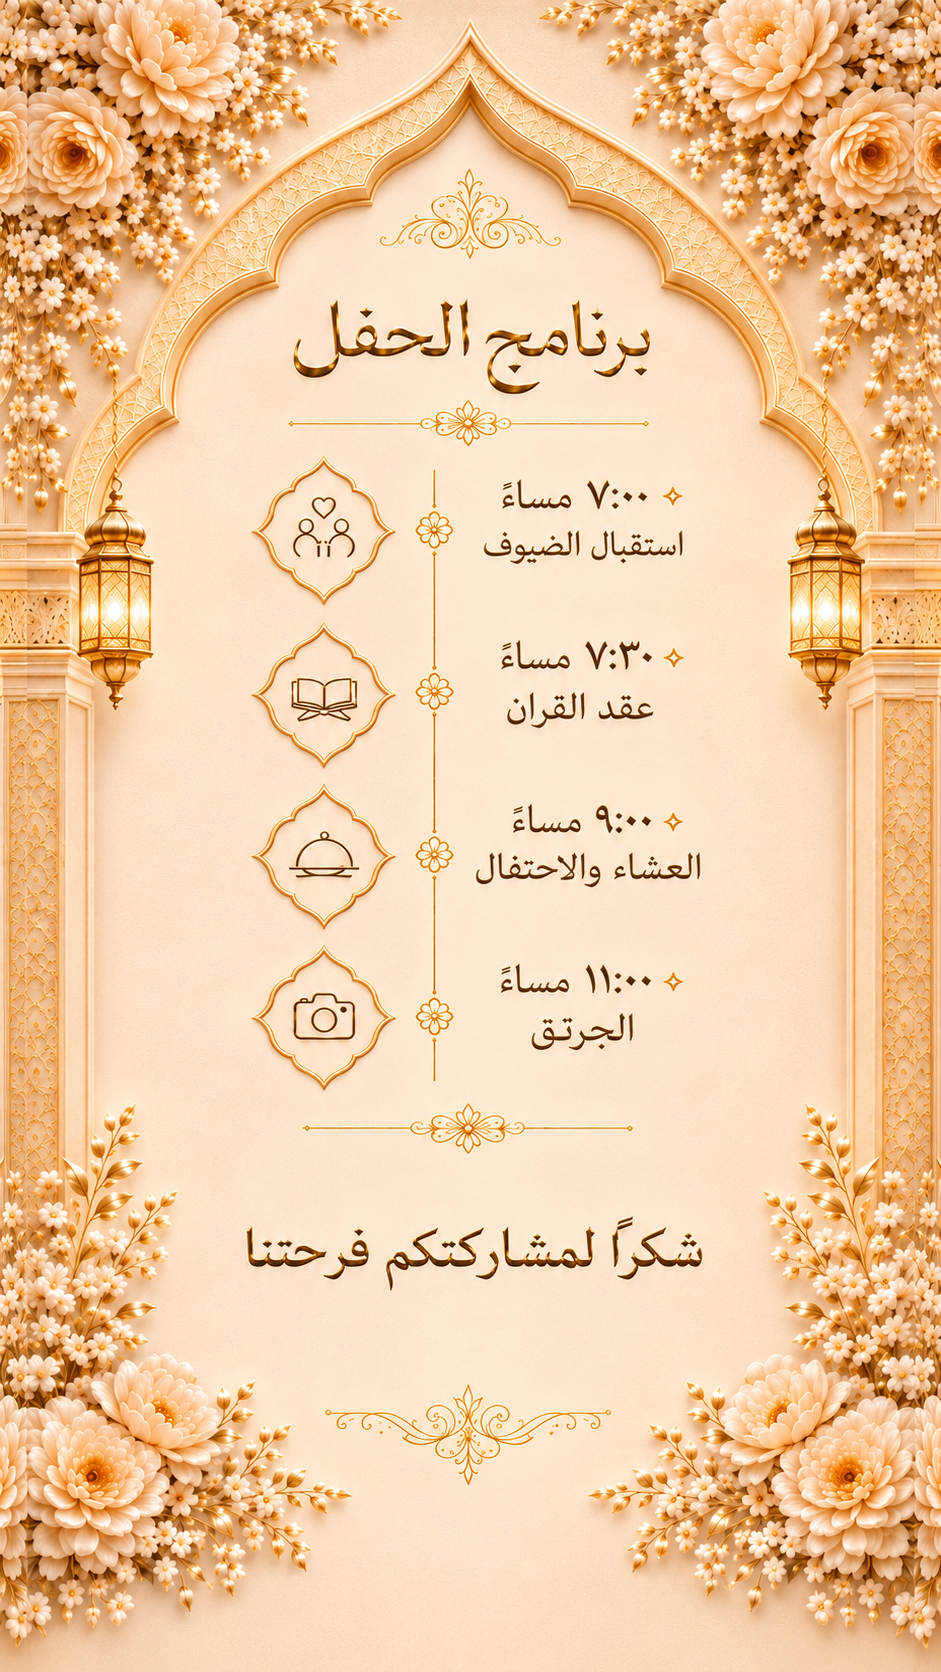 برنامج الحفل
٧:٠٠ مساءً
استقبال الضيوف
٧:٣٠ مساءً
عقد القران
٩:٠٠ مساءً
العشاء والاحتفال
١١:٠٠ مساءً
الجرتق
شكراً لمشاركتكم فرحتنا